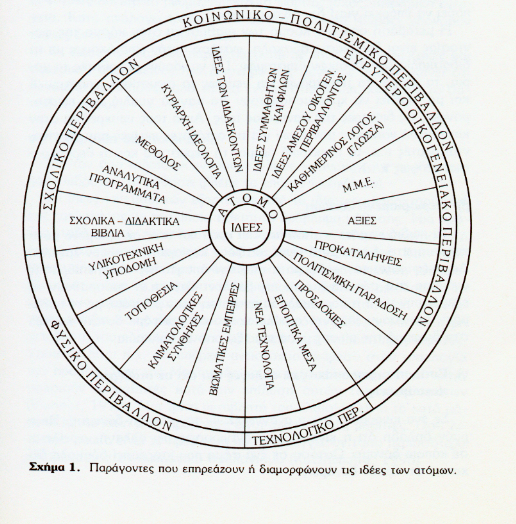 ΚΟΙΝΩΝΙΚΟ – ΠΟΛΙΤΙΣΜΙΚΟ ΠΕΡΙΒΑΛΛΟΝ
ΕΥΡΥΤΕΡΟ ΟΙΚΟΓΕΝΕΙΑΚΟ ΠΕΡΙΒΑΛΛΟΝ
ΣΧΟΛΙΚΟ ΠΕΡΙΒΑΛΛΟΝ
ΦΥΣΙΚΟ ΠΕΡΙΒΑΛΛΟΝ
ΤΕΧΝΟΛΟΓΙΚΟ ΠΕΡ.
ΙΔΕΕΣ ΣΥΜΜΑΘΗΤΩΝ
ΚΑΙ ΦΙΛΩΝ
ΙΔΕΕΣ ΑΜΕΣΟΥ ΟΙΚΟΓΕΝ
ΠΕΡΙΒΑΛΛΟΝΤΟΣ
ΚΑΘΗΜΕΡΙΝΟΣ ΛΟΓΟΣ
(ΓΛΩΣΣΑ)
Μ.Μ.Ε.
ΑΞΙΕΣ
ΠΡΟΚΑΤΑΛΗΨΕΙΣ
ΠΟΛΙΤΙΣΜΙΚΗ ΠΑΡΑΔΟΣΗ
ΠΡΟΣΔΟΚΙΕΣ
ΕΠΟΠΤΙΚΑ ΜΕΣΑ
ΝΕΑ ΤΕΧΝΟΛΟΓΙΑ
ΒΙΩΜΑΤΙΚΕΣ ΕΜΠΕΙΡΙΕΣ
ΚΛΙΜΑΤΟΛΟΓΙΚΕΣ
ΣΥΝΘΗΚΕΣ
ΤΟΠΟΘΕΣΙΑ
ΥΛΙΚΟΤΕΧΝΙΚΗ
ΥΠΟΔΟΜΗ
ΣΧΟΛΙΚΑ – ΔΙΔΑΚΤΙΚΑ
ΒΙΒΛΙΑ
ΑΝΑΛΥΤΙΚΑ
ΠΡΟΓΡΑΜΜΑΤΑ
ΜΕΘΟΔΟΣ
ΚΥΡΙΑΡΧΗ ΙΔΕΟΛΟΓΙΑ
ΙΔΕΕΣ ΤΩΝ ΔΙΔΑΣΚΟΝΤΩΝ
ΑΤΟΜΟ
ΙΔΕΕΣ
Σχήμα 1. Παράγοντες που επηρεάζουν ή διαμορφώνουν τις ιδέες των ατόμων.